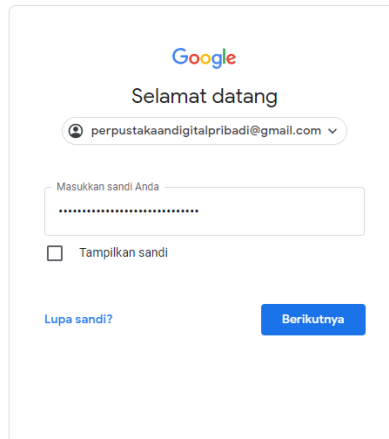 Google
Selamat datang
perpustakaandigitalpribadi@gmail.com
Masukkan sandi Anda
••••••••••••••••••••••••••••••
Tampilkan sandi
Lupa sandi?
Berikutnya